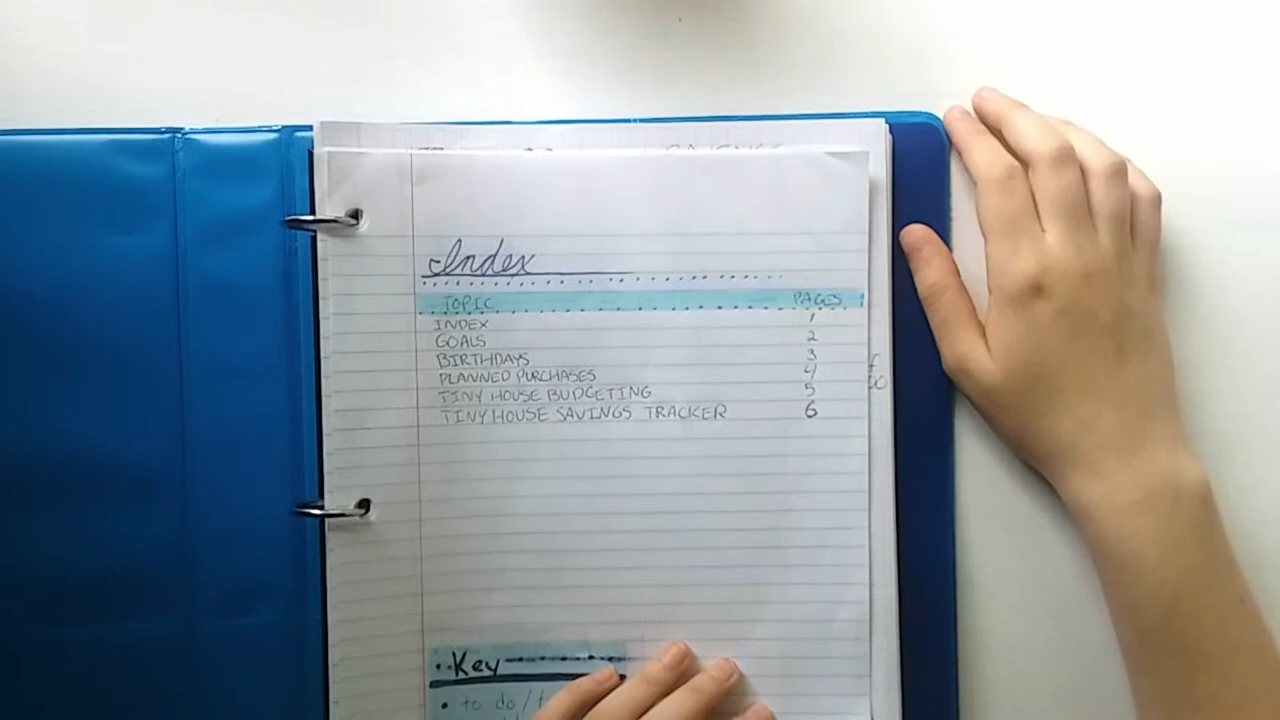 Index
TOPIC PAGES
INDEX 1
GOALS 2
BIRTHDAYS 3
PLANNED PURCHASES 4
TINY HOUSE BUDGETING 5
TINY HOUSE SAVINGS TRACKER 6
Key
• to do/